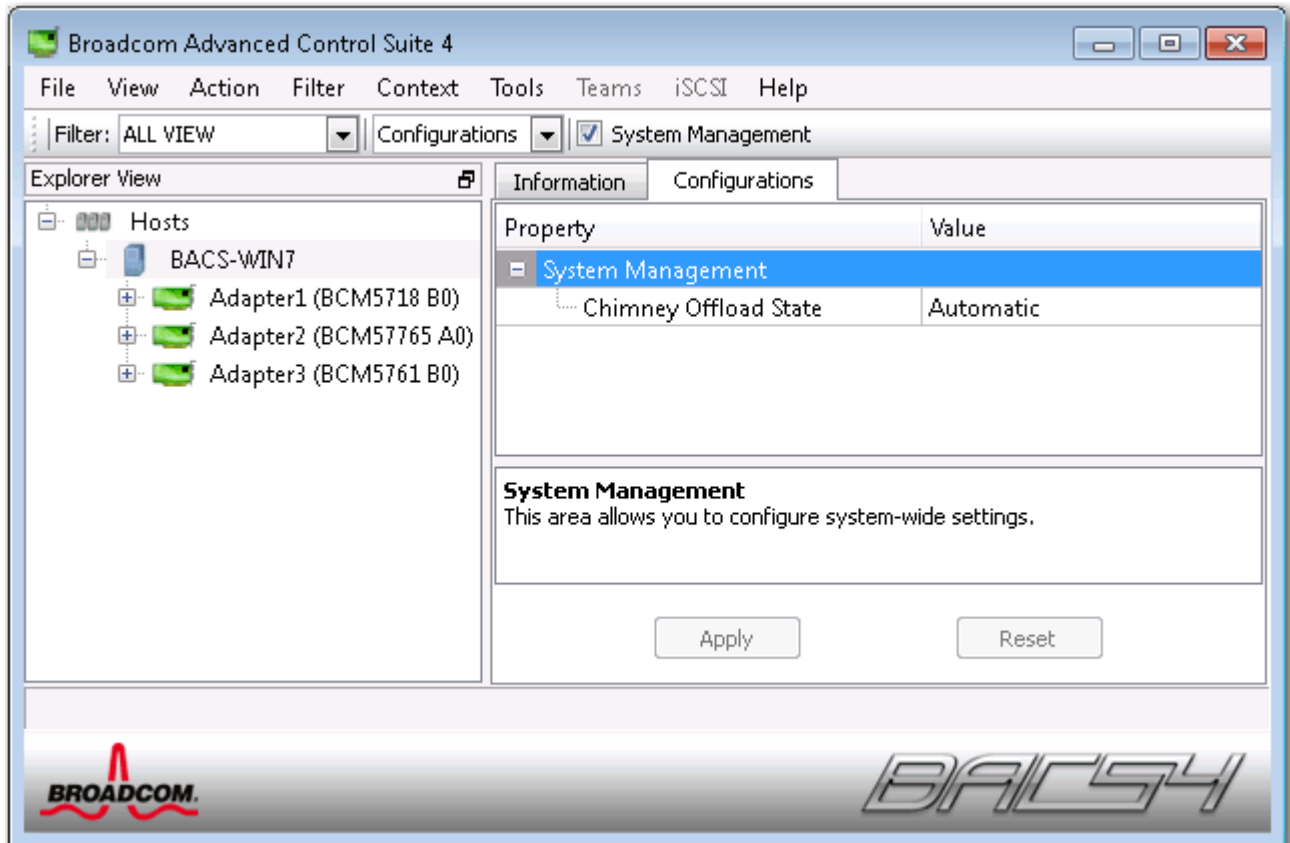 Broadcom Advanced Control Suite 4
File View Action Filter Context Tools Teams iSCSI Help
Filter: ALL VIEW Configurations System Management
Explorer View
Hosts
BACS-WIN7
Adapter1 (BCM5718 B0)
Adapter2 (BCM57765 A0)
Adapter3 (BCM5761 B0)
Information Configurations
Property Value
System Management
Chimney Offload State Automatic
System Management
This area allows you to configure system-wide settings.
Apply Reset
BROADCOM.
BACS4